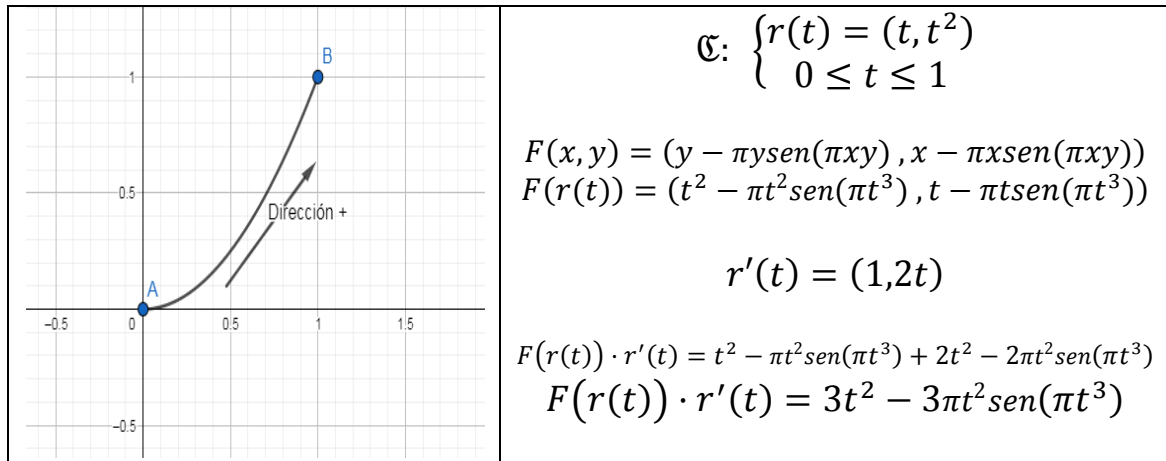 1
B
0.5
Dirección +
A
−0.5
0
0.5
1
1.5
−0.5
ℭ: {r(t) = (t, t²)
0 ≤ t ≤ 1
F(x, y) = (y − πysen(πxy) , x − πxsen(πxy))
F(r(t)) = (t² − πt²sen(πt³) , t − πtsen(πt³))
r′(t) = (1,2t)
F(r(t)) · r′(t) = t² − πt²sen(πt³) + 2t² − 2πt²sen(πt³)
F(r(t)) · r′(t) = 3t² − 3πt²sen(πt³)